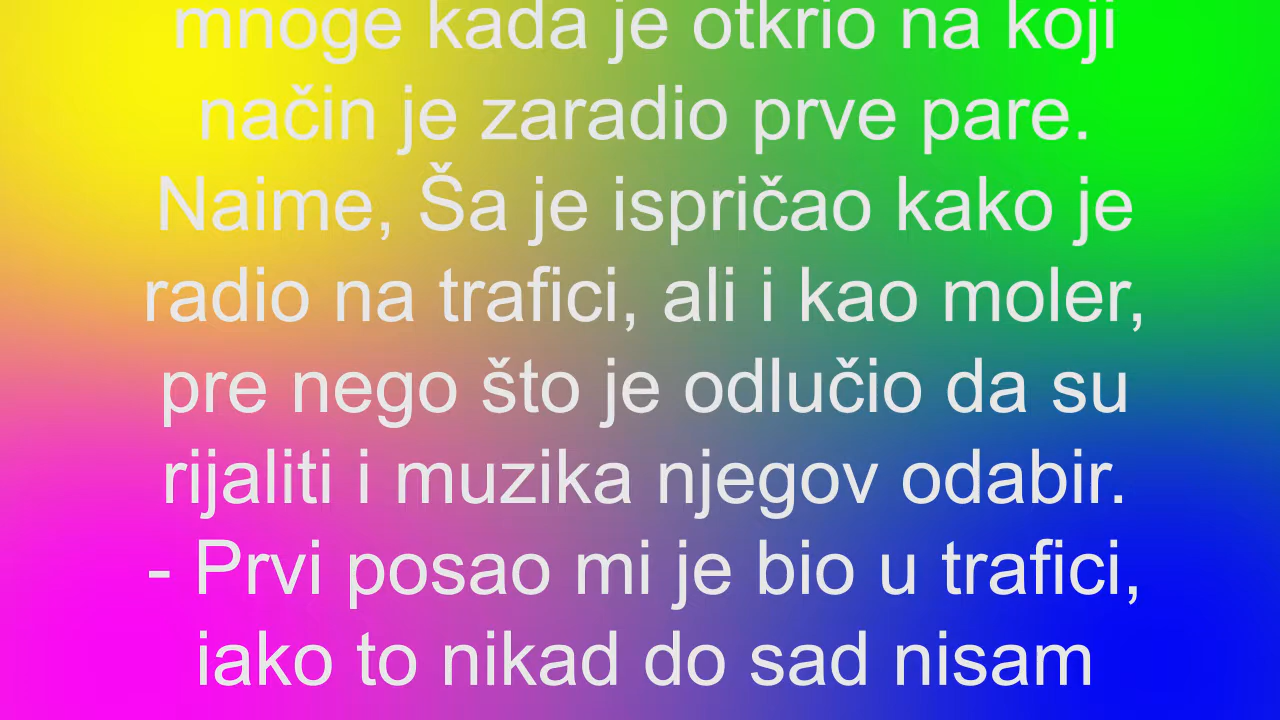 mnoge kada je otkrio na koji
način je zaradio prve pare.
Naime, Ša je ispričao kako je
radio na trafici, ali i kao moler,
pre nego što je odlučio da su
rijaliti i muzika njegov odabir.
- Prvi posao mi je bio u trafici,
iako to nikad do sad nisam